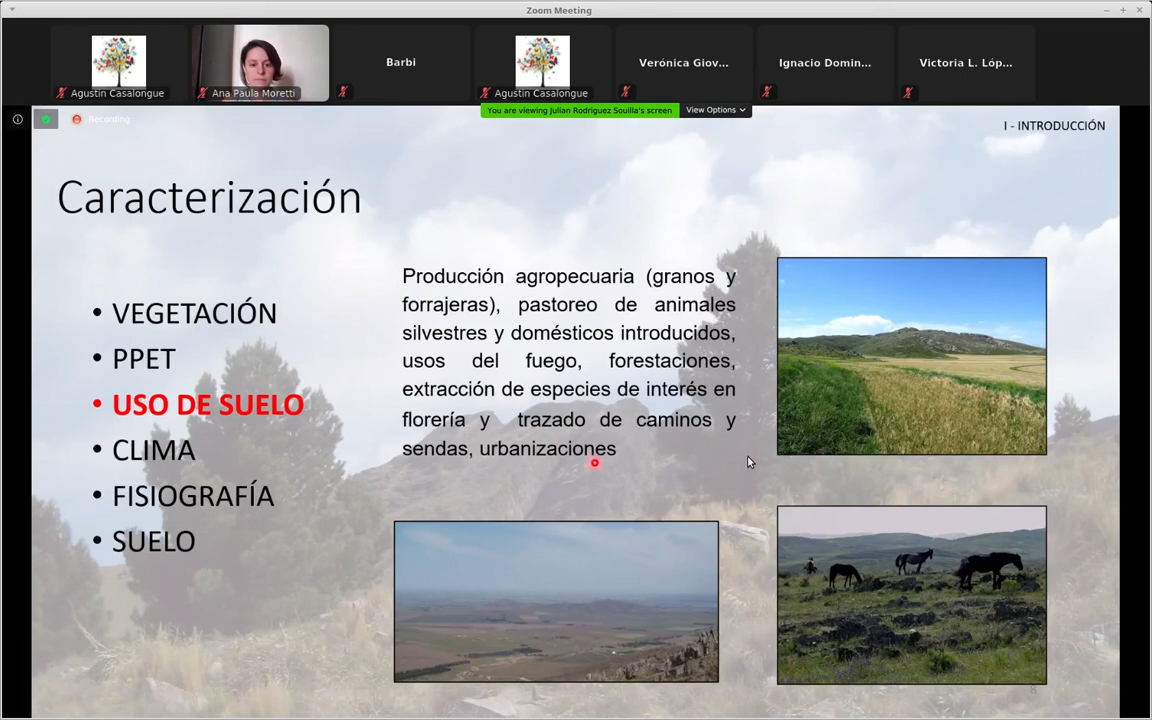 Zoom Meeting
Agustin Casalongue
Ana Paula Moretti
Barbi
Agustin Casalongue
Verónica Giov...
Ignacio Domin...
Victoria L. Lóp...
You are viewing Julian Rodriguez Souilla's screen
View Options
Recording
I - INTRODUCCIÓN
Caracterización
• VEGETACIÓN
• PPET
• USO DE SUELO
• CLIMA
• FISIOGRAFÍA
• SUELO
Producción agropecuaria (granos y
forrajeras), pastoreo de animales
silvestres y domésticos introducidos,
usos del fuego, forestaciones,
extracción de especies de interés en
florería y trazado de caminos y
sendas, urbanizaciones